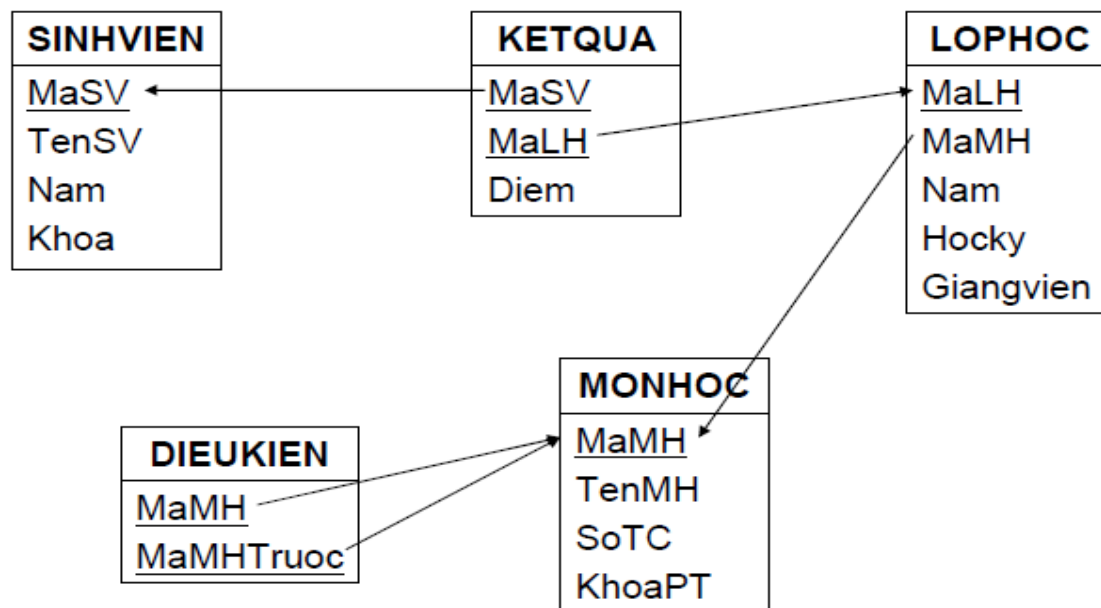 SINHVIEN
MaSV
TenSV
Nam
Khoa
KETQUA
MaSV
MaLH
Diem
LOPHOC
MaLH
MaMH
Nam
Hocky
Giangvien
DIEUKIEN
MaMH
MaMHTruoc
MONHOC
MaMH
TenMH
SoTC
KhoaPT